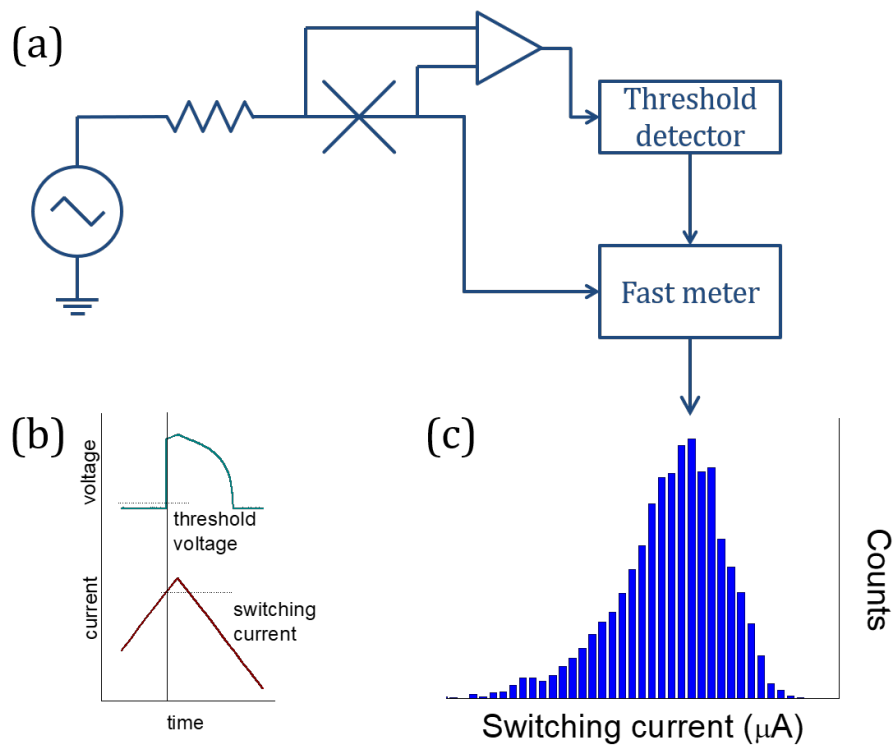 (a)
Threshold
detector
Fast meter
(b)
voltage
threshold
voltage
current
switching
current
time
(c)
Counts
Switching current (μA)